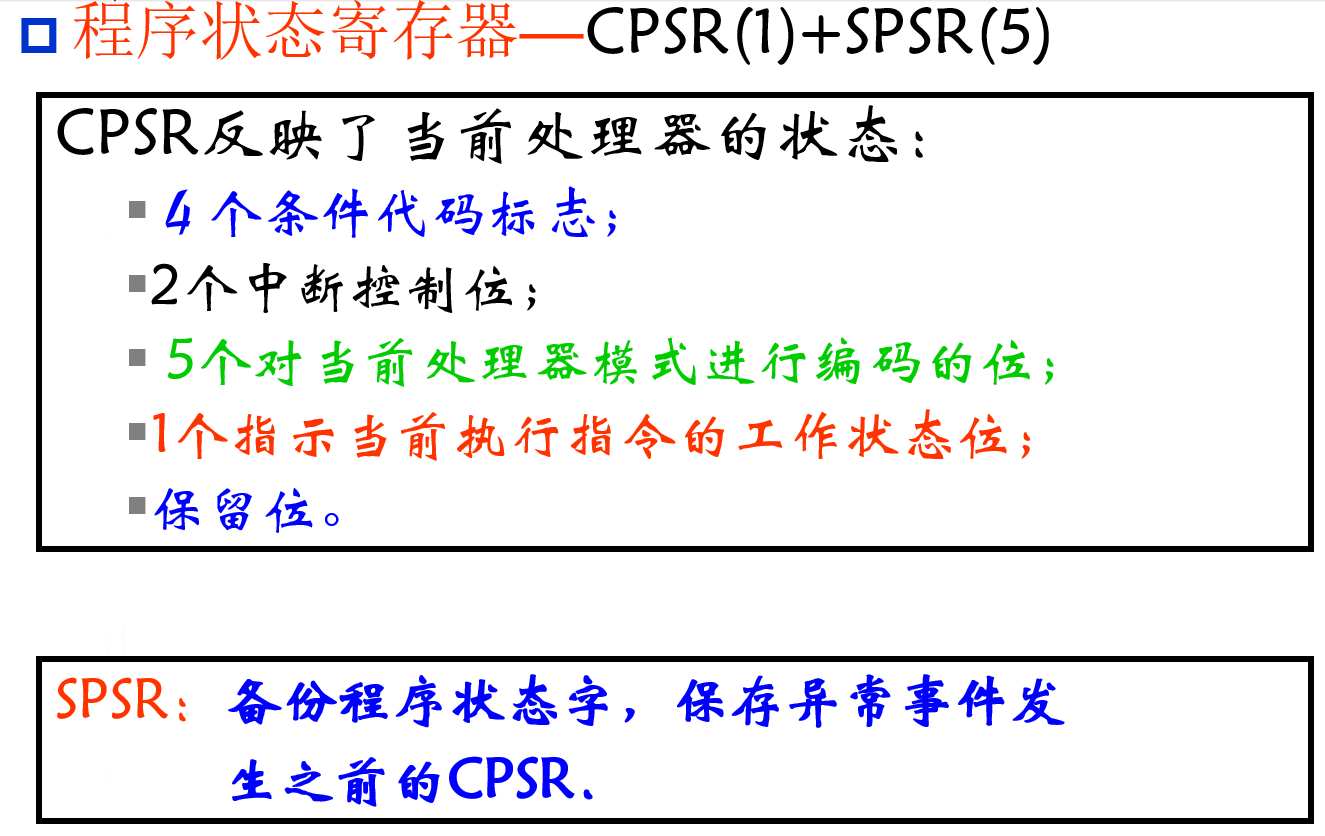 程序状态寄存器—CPSR(1)+SPSR(5)
CPSR反映了当前处理器的状态：
4个条件代码标志；
2个中断控制位；
5个对当前处理器模式进行编码的位；
1个指示当前执行指令的工作状态位；
保留位。
SPSR：备份程序状态字，保存异常事件发
生之前的CPSR.